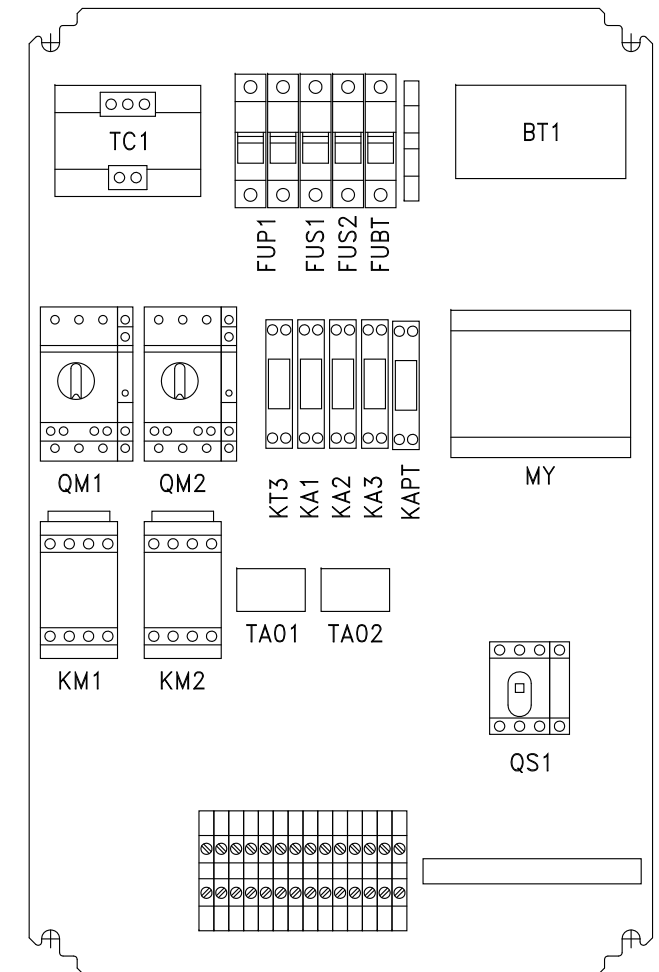 TC1
BT1
FUP1
FUS1
FUS2
FUBT
QM1
QM2
KT3
KA1
KA2
KA3
KAPT
MY
KM1
KM2
TA01
TA02
QS1